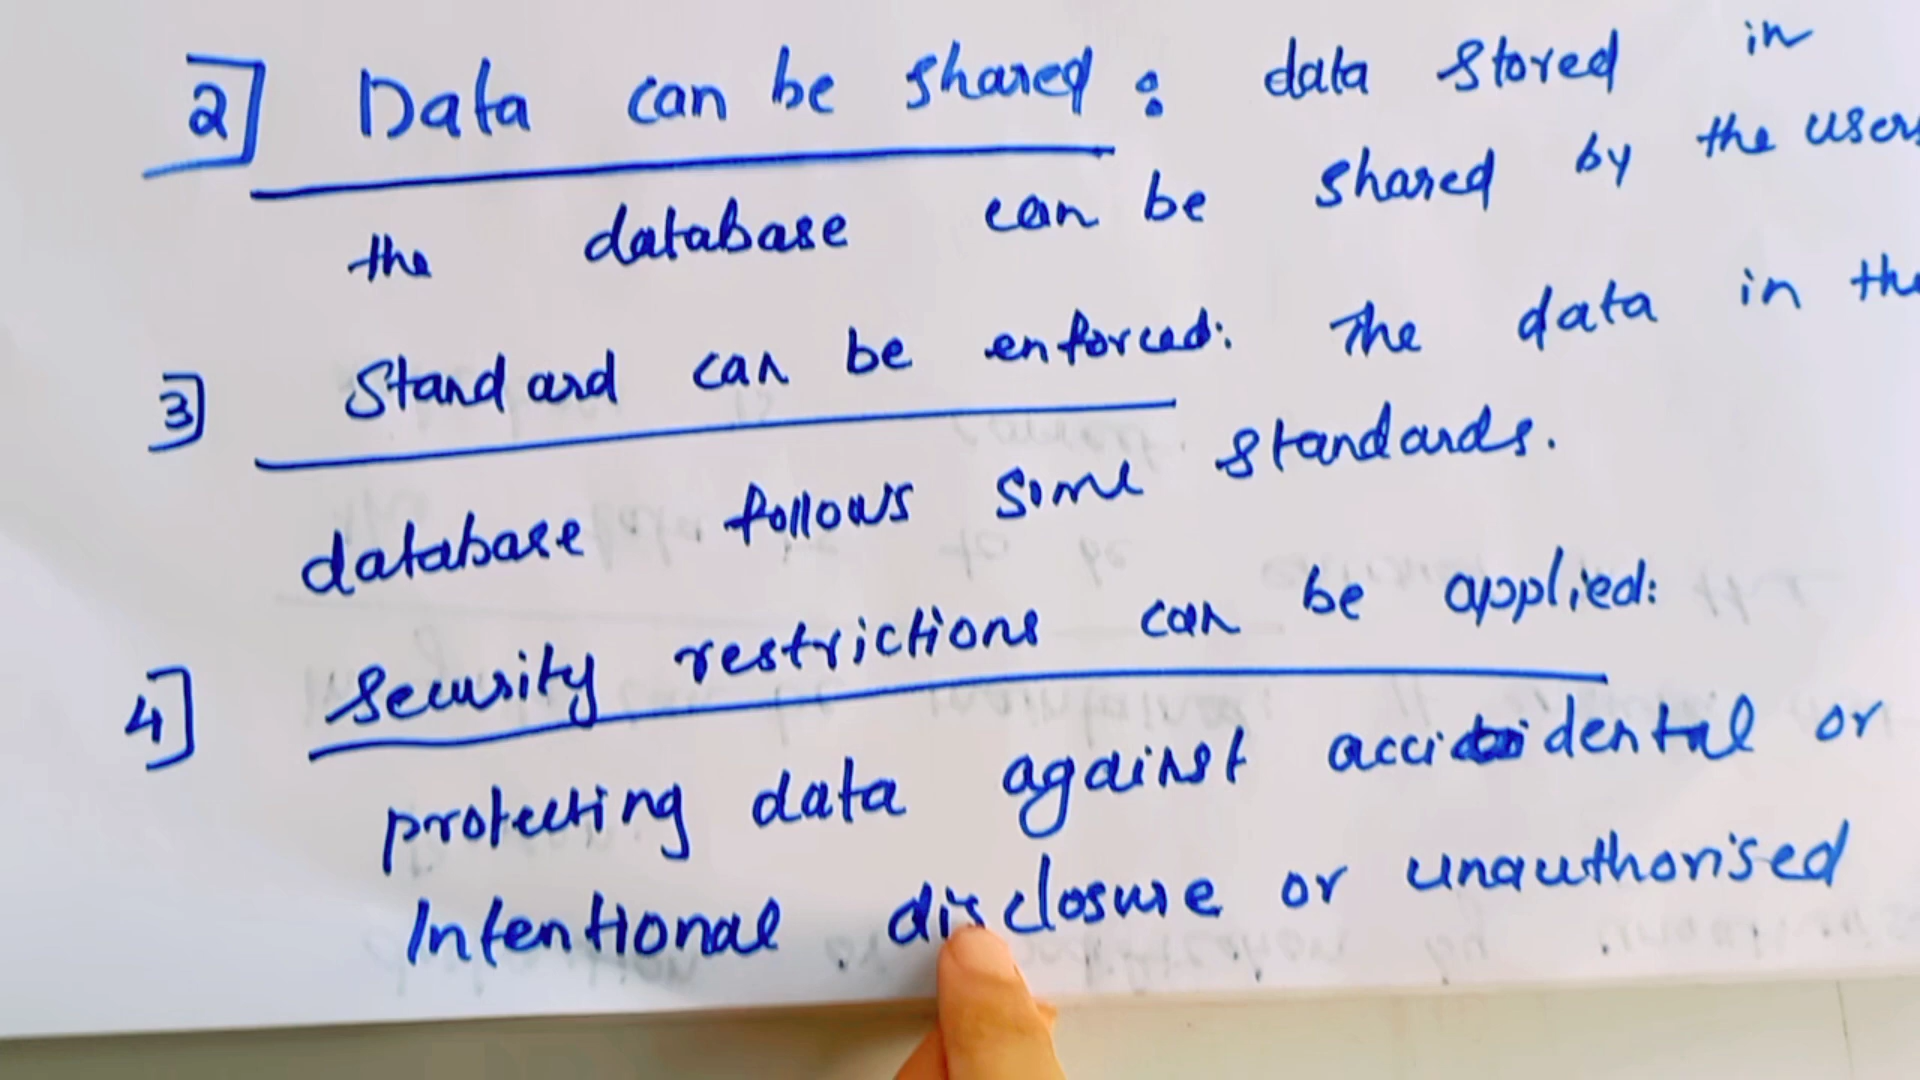 2] Data can be shared: data stored in
the database can be shared by the users
3] Standard can be enforced: The data in the
database follows some standards.
4] Security restrictions can be applied:
protecting data against accidental or
Intentional disclosure or unauthorised